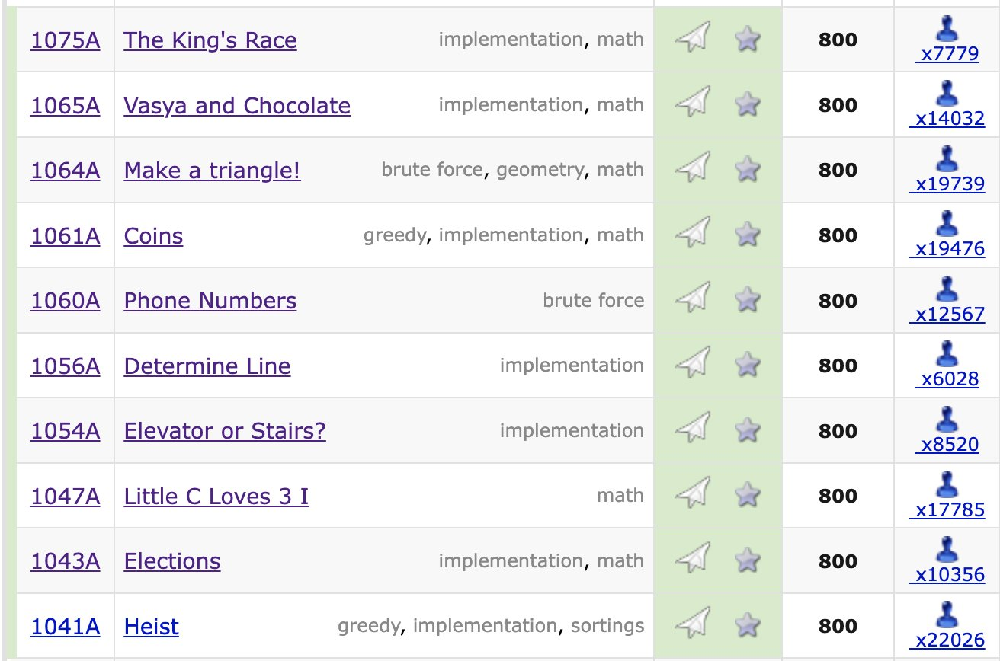 1075A The King's Race implementation, math 800 x7779
1065A Vasya and Chocolate implementation, math 800 x14032
1064A Make a triangle! brute force, geometry, math 800 x19739
1061A Coins greedy, implementation, math 800 x19476
1060A Phone Numbers brute force 800 x12567
1056A Determine Line implementation 800 x6028
1054A Elevator or Stairs? implementation 800 x8520
1047A Little C Loves 3 I math 800 x17785
1043A Elections implementation, math 800 x10356
1041A Heist greedy, implementation, sortings 800 x22026